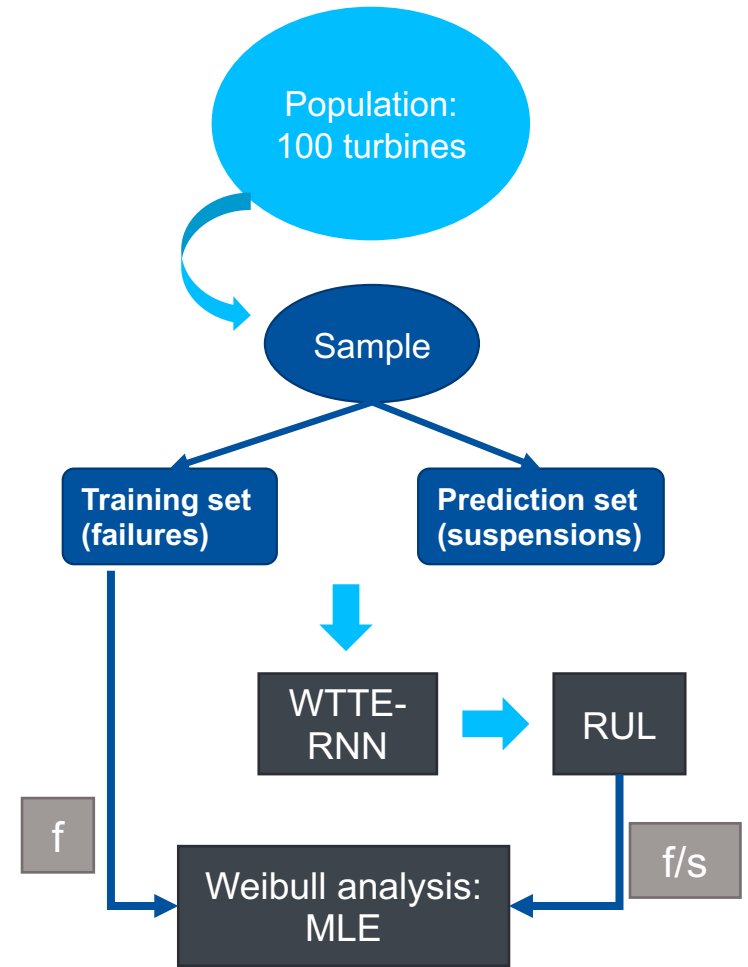 Population:
100 turbines
Sample
Training set
(failures)
Prediction set
(suspensions)
WTTE-
RNN
RUL
f
f/s
Weibull analysis:
MLE